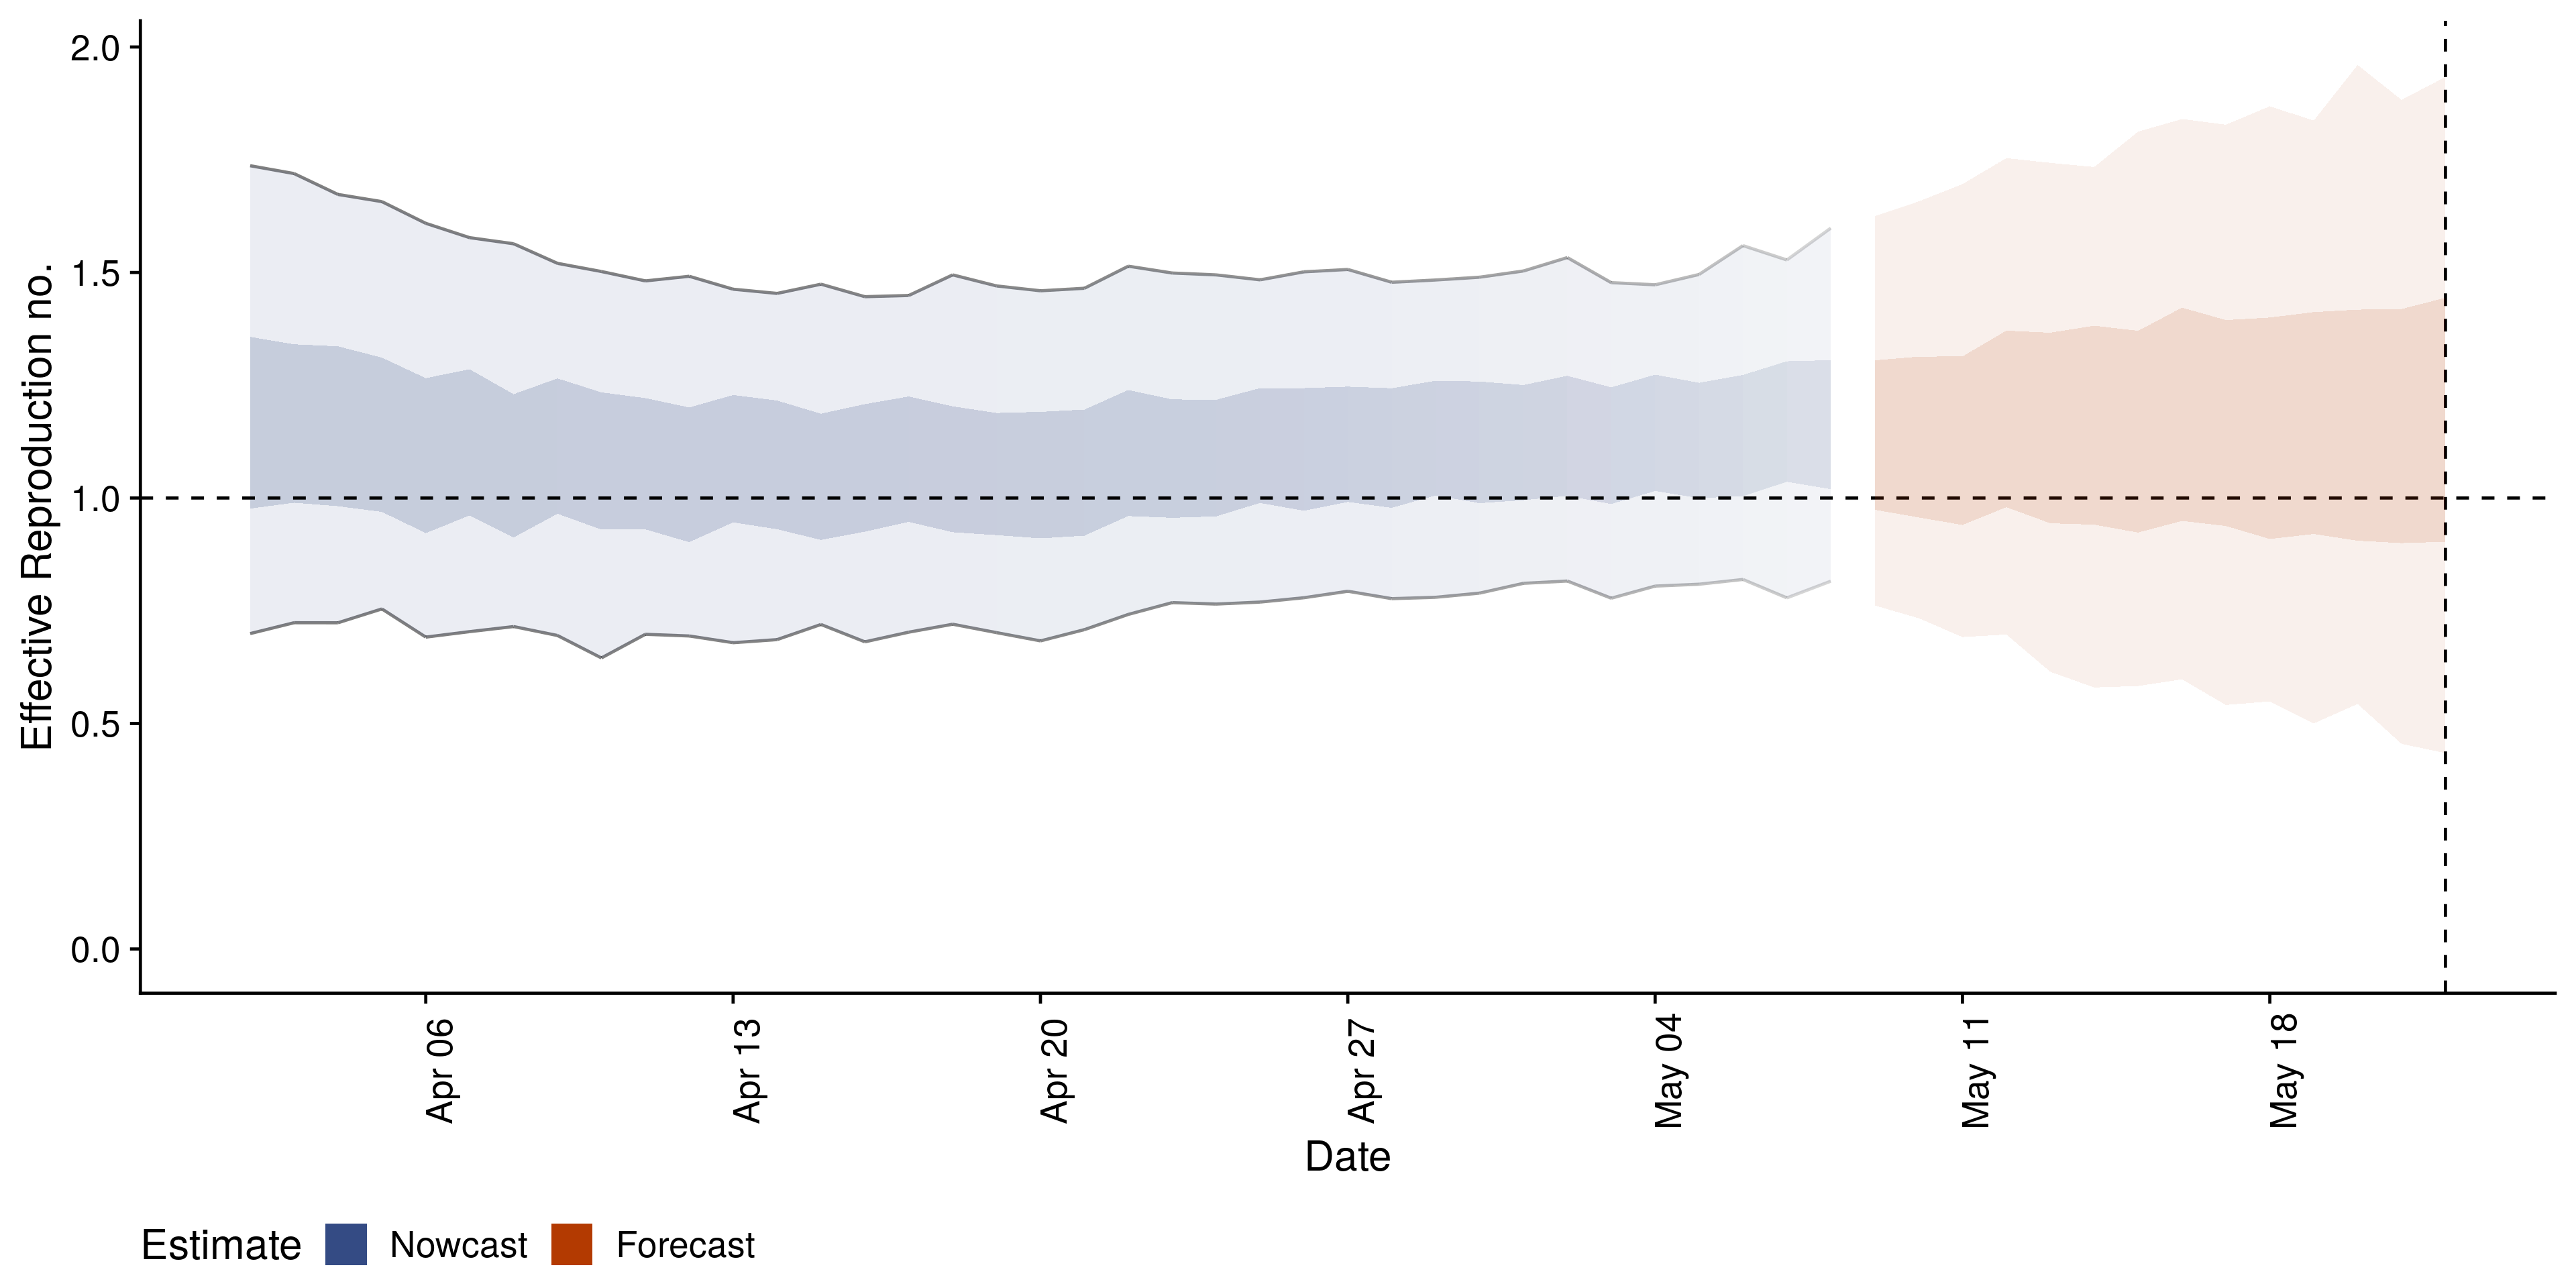 Effective Reproduction no.
2.0
1.5
1.0
0.5
0.0
Apr 06
Apr 13
Apr 20
Apr 27
May 04
May 11
May 18
Date
Estimate Nowcast Forecast